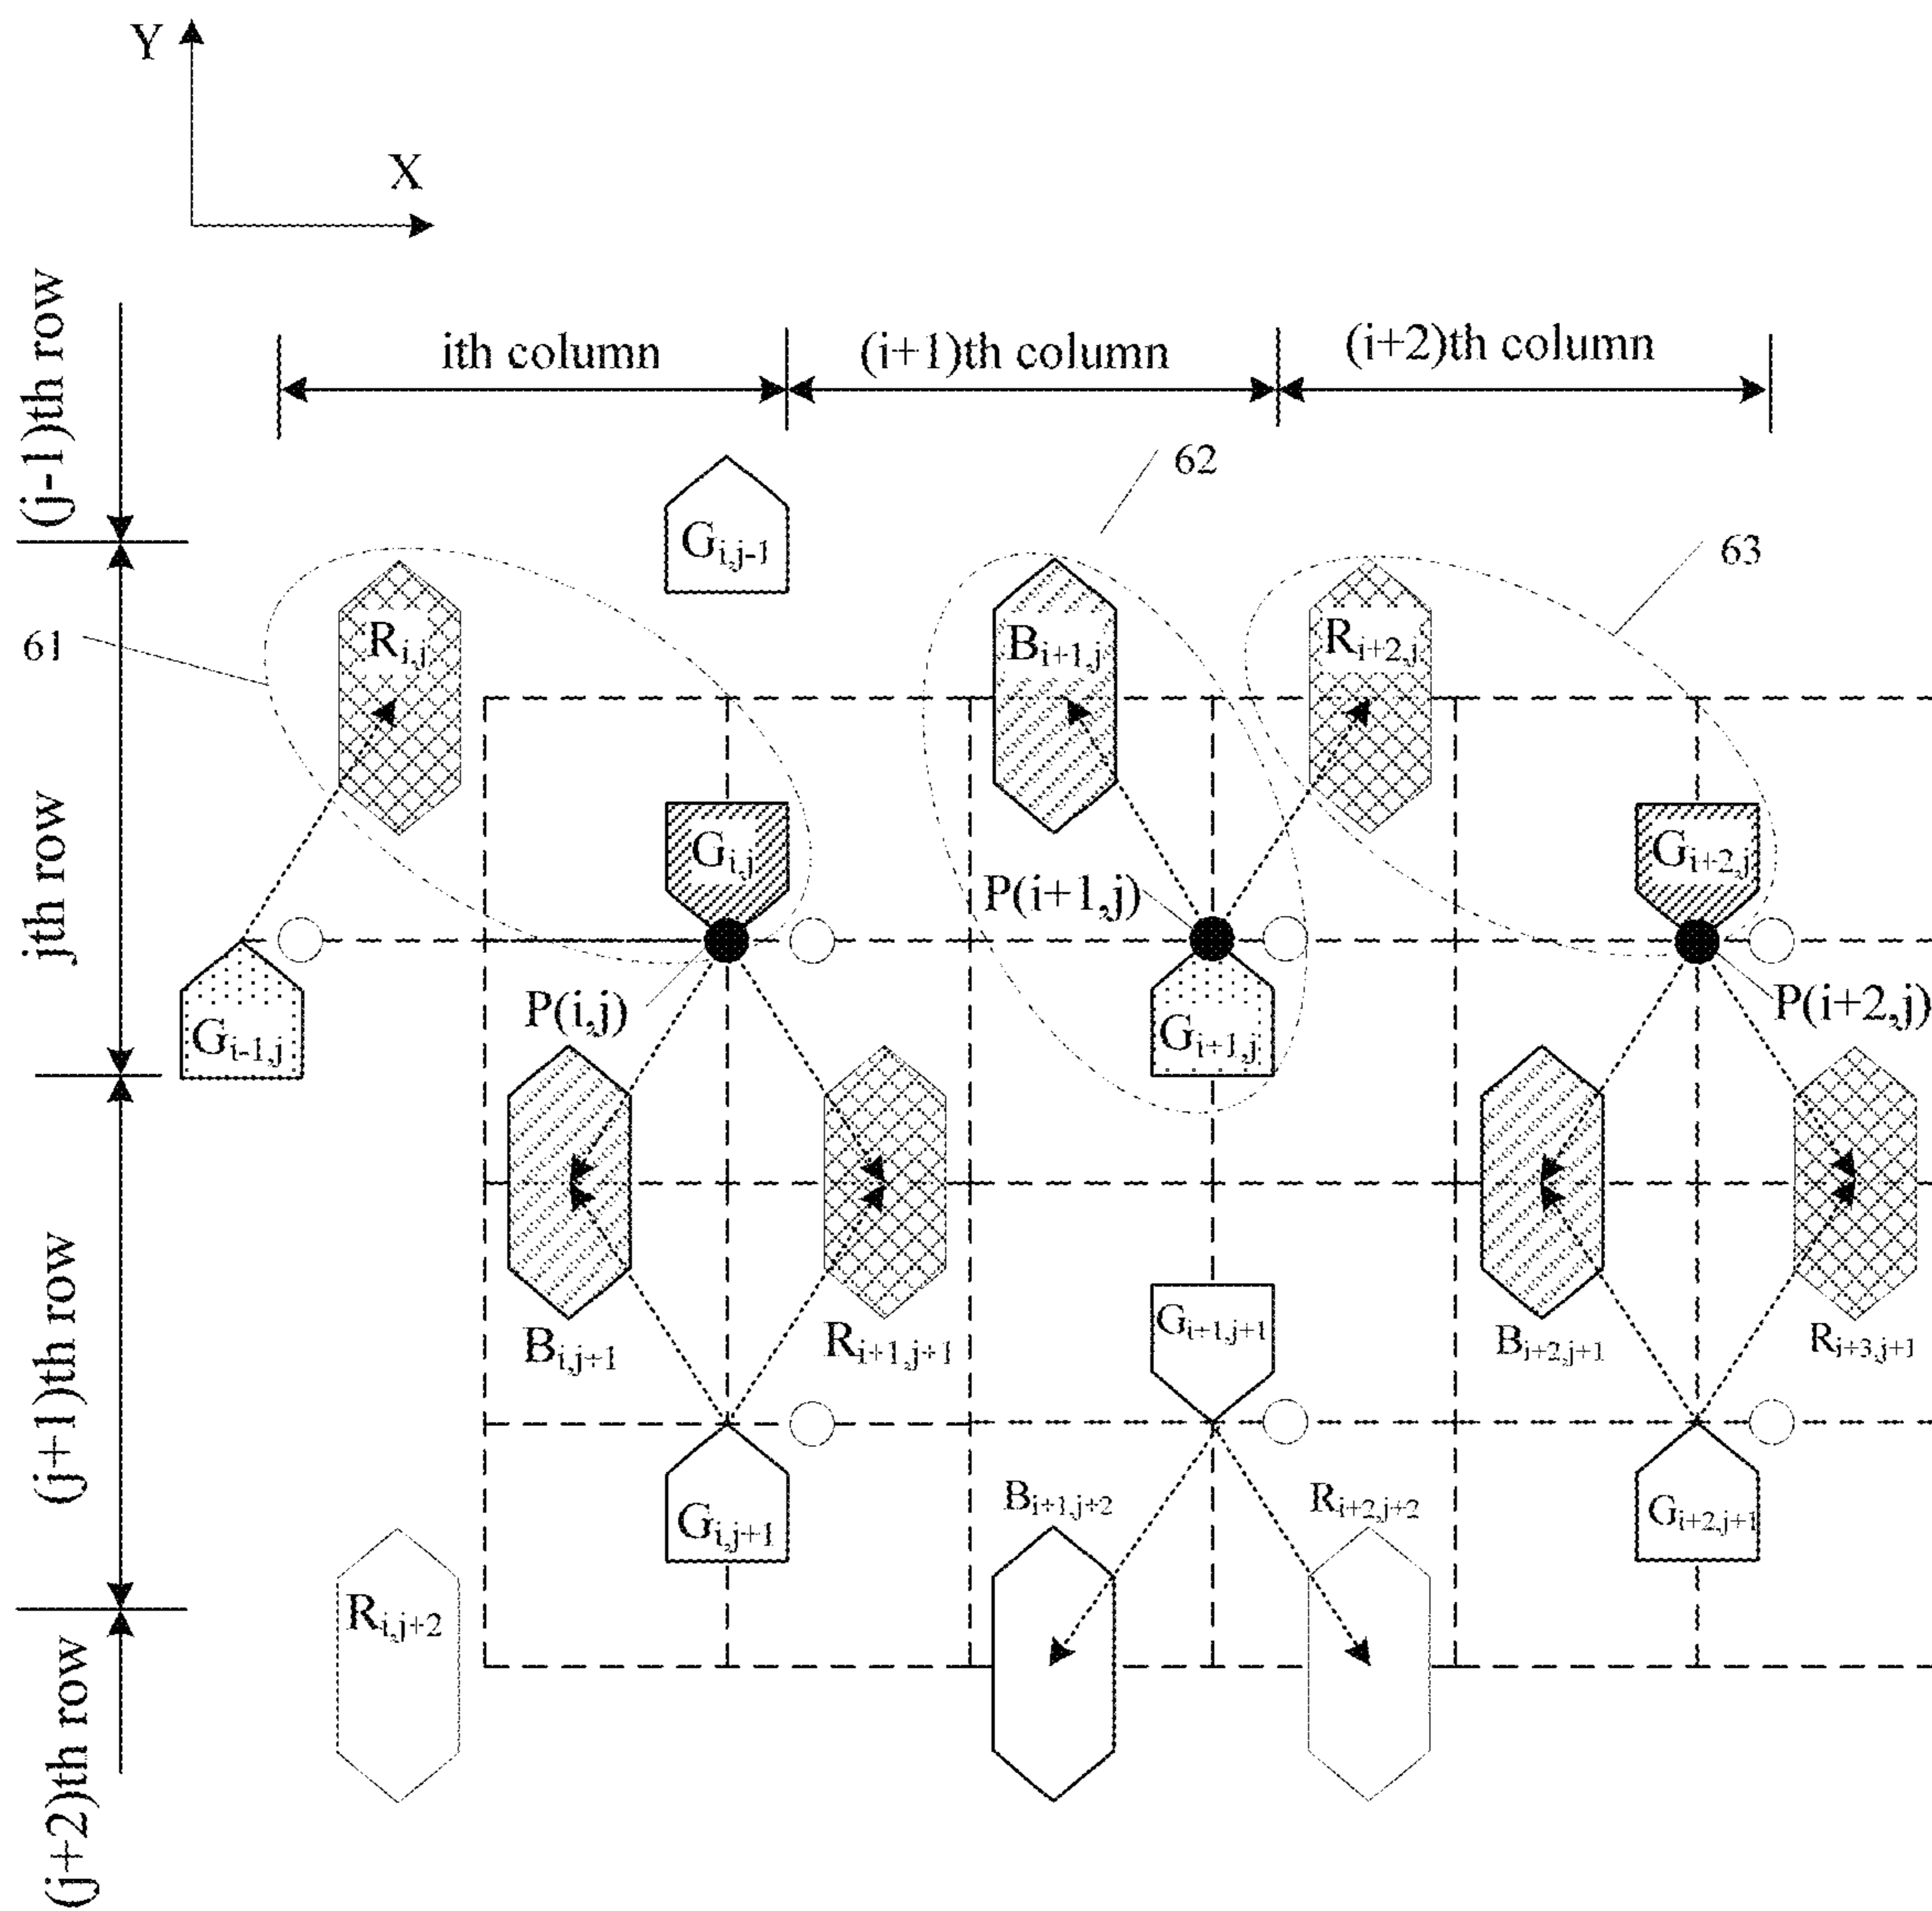 Y
X
(j-1)th row
jth row
(j+1)th row
(j+2)th row
ith column
(i+1)th column
(i+2)th column
62
63
61
G_{i,j-1}
R_{i,j}
B_{i+1,j}
R_{i+2,j}
G_{i,j}
G_{i+2,j}
P(i+1,j)
P(i,j)
P(i+2,j)
G_{i-1,j}
G_{i+1,j}
B_{i,j+1}
R_{i+1,j+1}
G_{i+1,j+1}
B_{i+2,j+1}
R_{i+3,j+1}
B_{i+1,j+2}
R_{i+2,j+2}
G_{i,j+1}
G_{i+2,j+1}
R_{i,j+2}